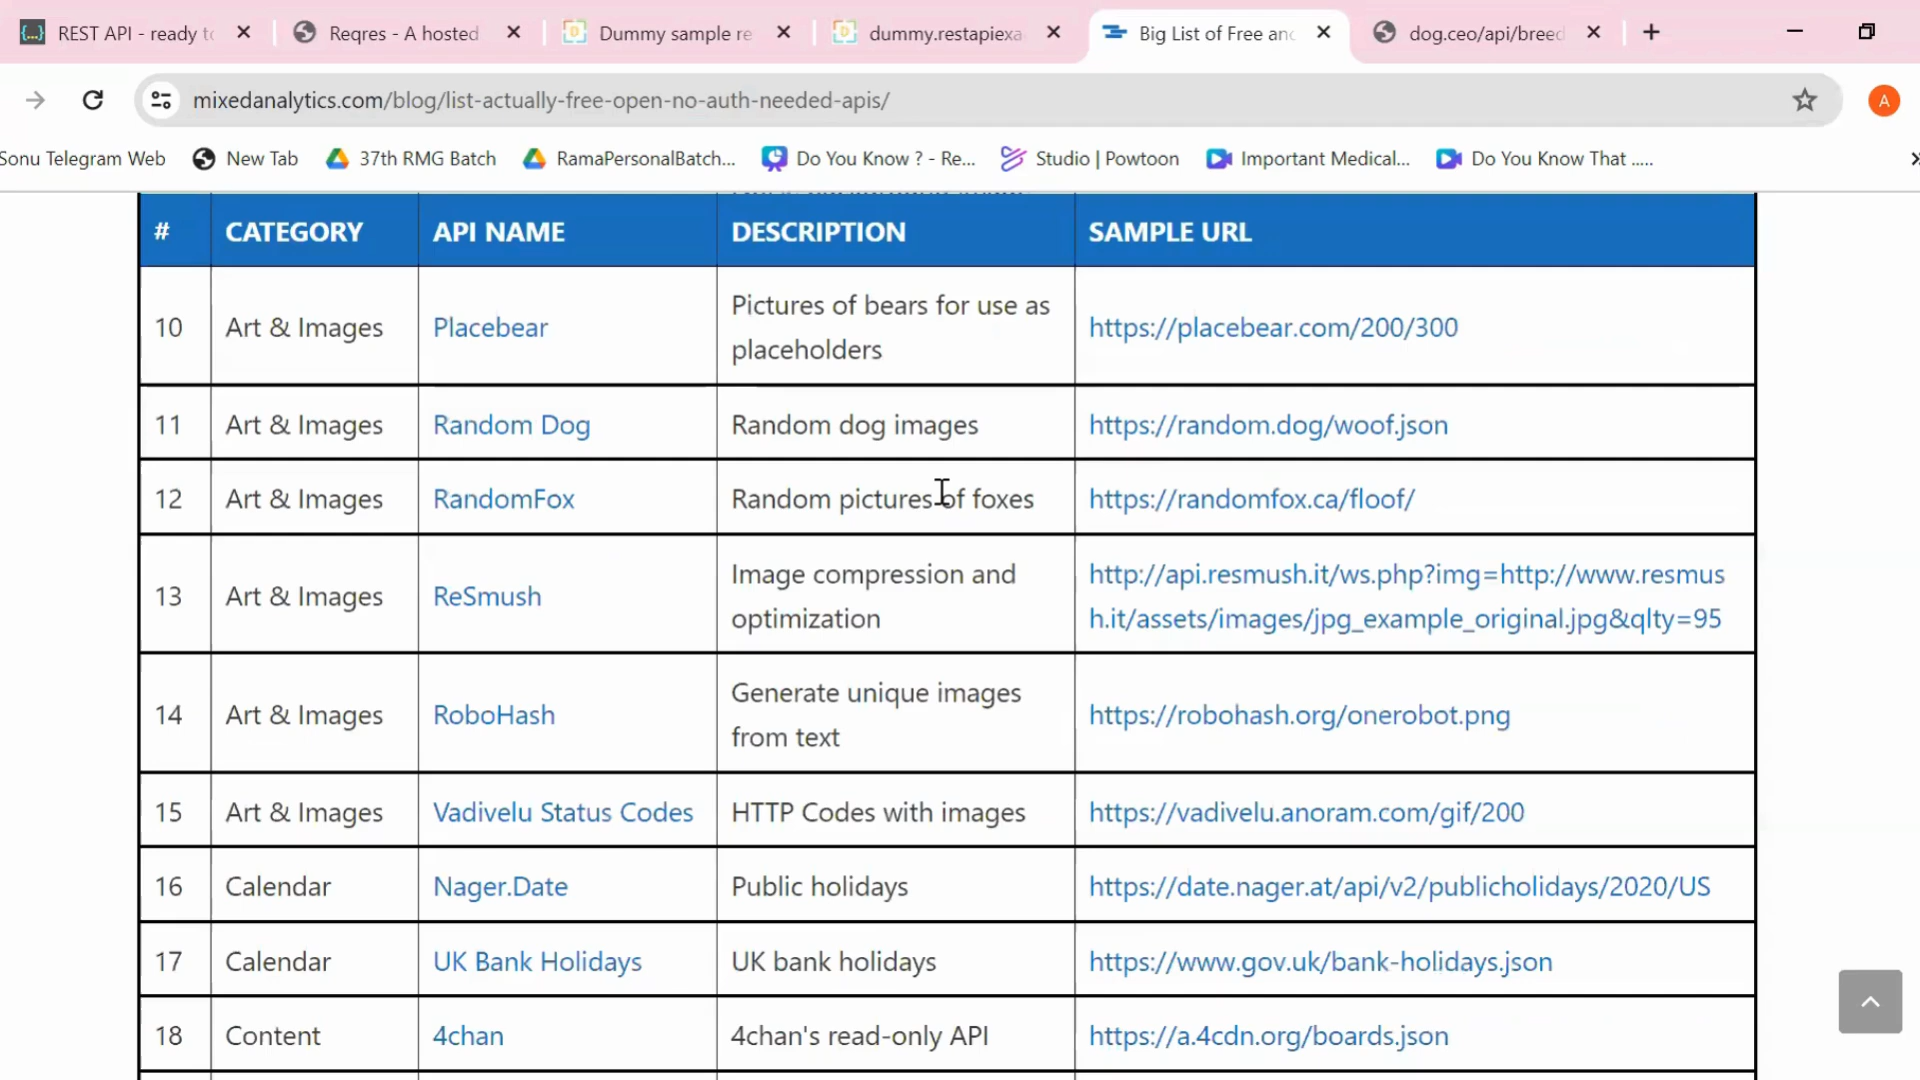 REST API - ready to
Reqres - A hosted
Dummy sample re
dummy.restapiexa
Big List of Free and
dog.ceo/api/breed
mixedanalytics.com/blog/list-actually-free-open-no-auth-needed-apis/
A
Sonu Telegram Web
New Tab
37th RMG Batch
RamaPersonalBatch...
Do You Know ? - Re...
Studio | Powtoon
Important Medical...
Do You Know That .....
# CATEGORY API NAME DESCRIPTION SAMPLE URL
10 Art & Images Placebear Pictures of bears for use as
placeholders https://placebear.com/200/300
11 Art & Images Random Dog Random dog images https://random.dog/woof.json
12 Art & Images RandomFox Random pictures of foxes https://randomfox.ca/floof/
13 Art & Images ReSmush Image compression and
optimization http://api.resmush.it/ws.php?img=http://www.resmus
h.it/assets/images/jpg_example_original.jpg&qlty=95
14 Art & Images RoboHash Generate unique images
from text https://robohash.org/onerobot.png
15 Art & Images Vadivelu Status Codes HTTP Codes with images https://vadivelu.anoram.com/gif/200
16 Calendar Nager.Date Public holidays https://date.nager.at/api/v2/publicholidays/2020/US
17 Calendar UK Bank Holidays UK bank holidays https://www.gov.uk/bank-holidays.json
18 Content 4chan 4chan's read-only API https://a.4cdn.org/boards.json